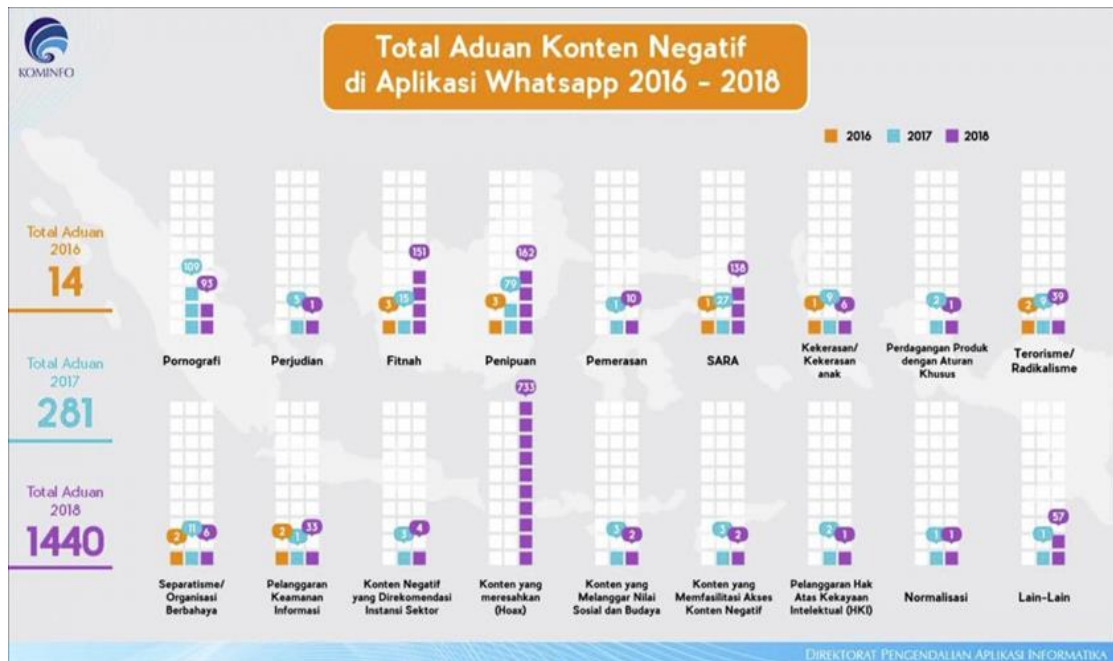 KOMINFO
Total Aduan Konten Negatif
di Aplikasi Whatsapp 2016 - 2018
2016 2017 2018
Total Aduan
2016
14
Total Aduan
2017
281
Total Aduan
2018
1440
109 93
Pornografi
1
Perjudian
3 15 151
Fitnah
3 79 162
Penipuan
1 10
Pemerasan
1 27 138
SARA
1 9 6
Kekerasan/
Kekerasan
anak
2 1
Perdagangan Produk
dengan Aturan
Khusus
2 9 39
Terorisme/
Radikalisme
2 11 6
Separatisme/
Organisasi
Berbahaya
2 1 33
Pelanggaran
Keamanan
Informasi
3 4
Konten Negatif
yang Direkomendasi
Instansi Sektor
733
Konten yang
meresahkan
(Hoax)
2
Konten yang
Melanggar Nilai
Sosial dan Budaya
2
Konten yang
Memfasilitasi Akses
Konten Negatif
2 1
Pelanggaran Hak
Atas Kekayaan
Intelektual (HKI)
1 1
Normalisasi
1 57
Lain-Lain
DIREKTORAT PENGENDALIAN APLIKASI INFORMATIKA